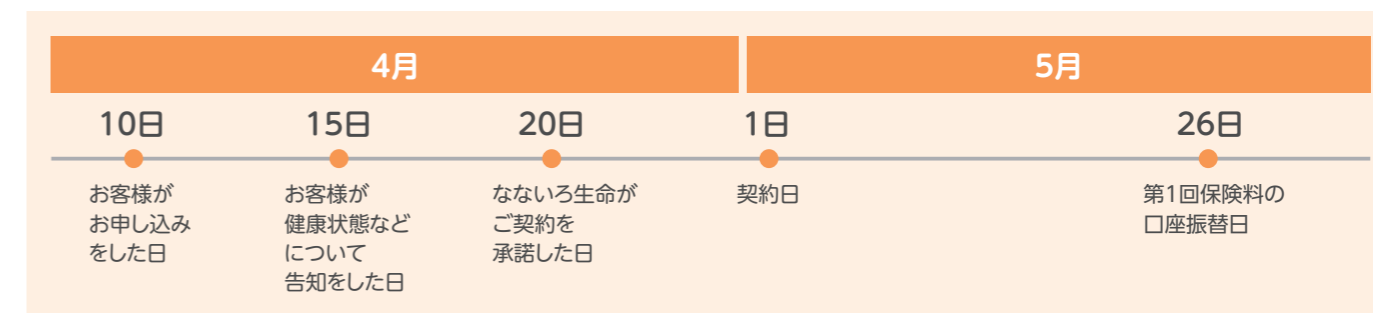 4月
5月
10日
15日
20日
1日
26日
お客様が
お申し込み
をした日
お客様が
健康状態など
について
告知をした日
なないろ生命が
ご契約を
承諾した日
契約日
第1回保険料の
口座振替日